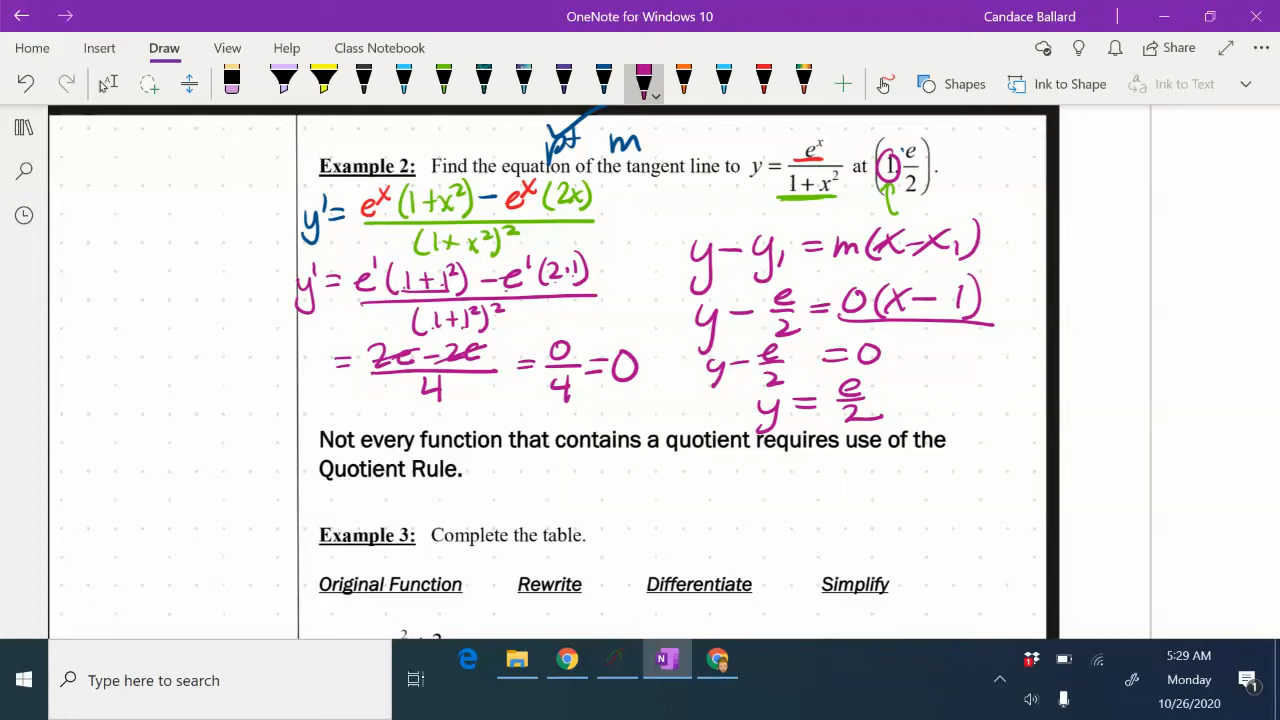 OneNote for Windows 10
Candace Ballard
Home Insert Draw View Help Class Notebook
Share
Shapes
Ink to Shape
Ink to Text
pt m
Example 2: Find the equation of the tangent line to y = e^x / (1 + x^2) at (1, e/2).
y' = (e^x (1+x^2) − e^x (2x)) / (1+x^2)^2
y' = (e^1 (1+1^2) − e^1 (2·1)) / (1+1^2)^2
= (2e − 2e) / 4 = 0/4 = 0
y − y₁ = m(x − x₁)
y − e/2 = 0(x − 1)
y − e/2 = 0
y = e/2
Not every function that contains a quotient requires use of the
Quotient Rule.
Example 3: Complete the table.
Original Function Rewrite Differentiate Simplify
Type here to search
5:29 AM
Monday
10/26/2020
1
1